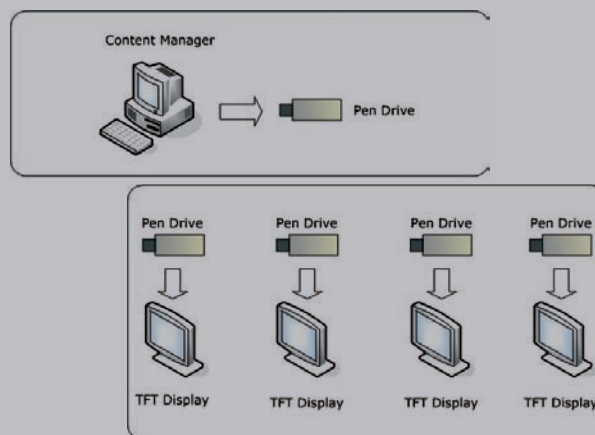 Content Manager
Pen Drive
Pen Drive Pen Drive Pen Drive Pen Drive
TFT Display TFT Display TFT Display TFT Display